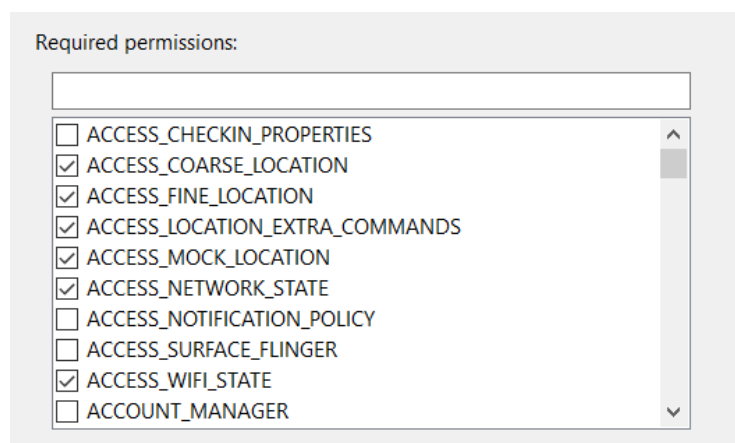 Required permissions:
ACCESS_CHECKIN_PROPERTIES
ACCESS_COARSE_LOCATION
ACCESS_FINE_LOCATION
ACCESS_LOCATION_EXTRA_COMMANDS
ACCESS_MOCK_LOCATION
ACCESS_NETWORK_STATE
ACCESS_NOTIFICATION_POLICY
ACCESS_SURFACE_FLINGER
ACCESS_WIFI_STATE
ACCOUNT_MANAGER